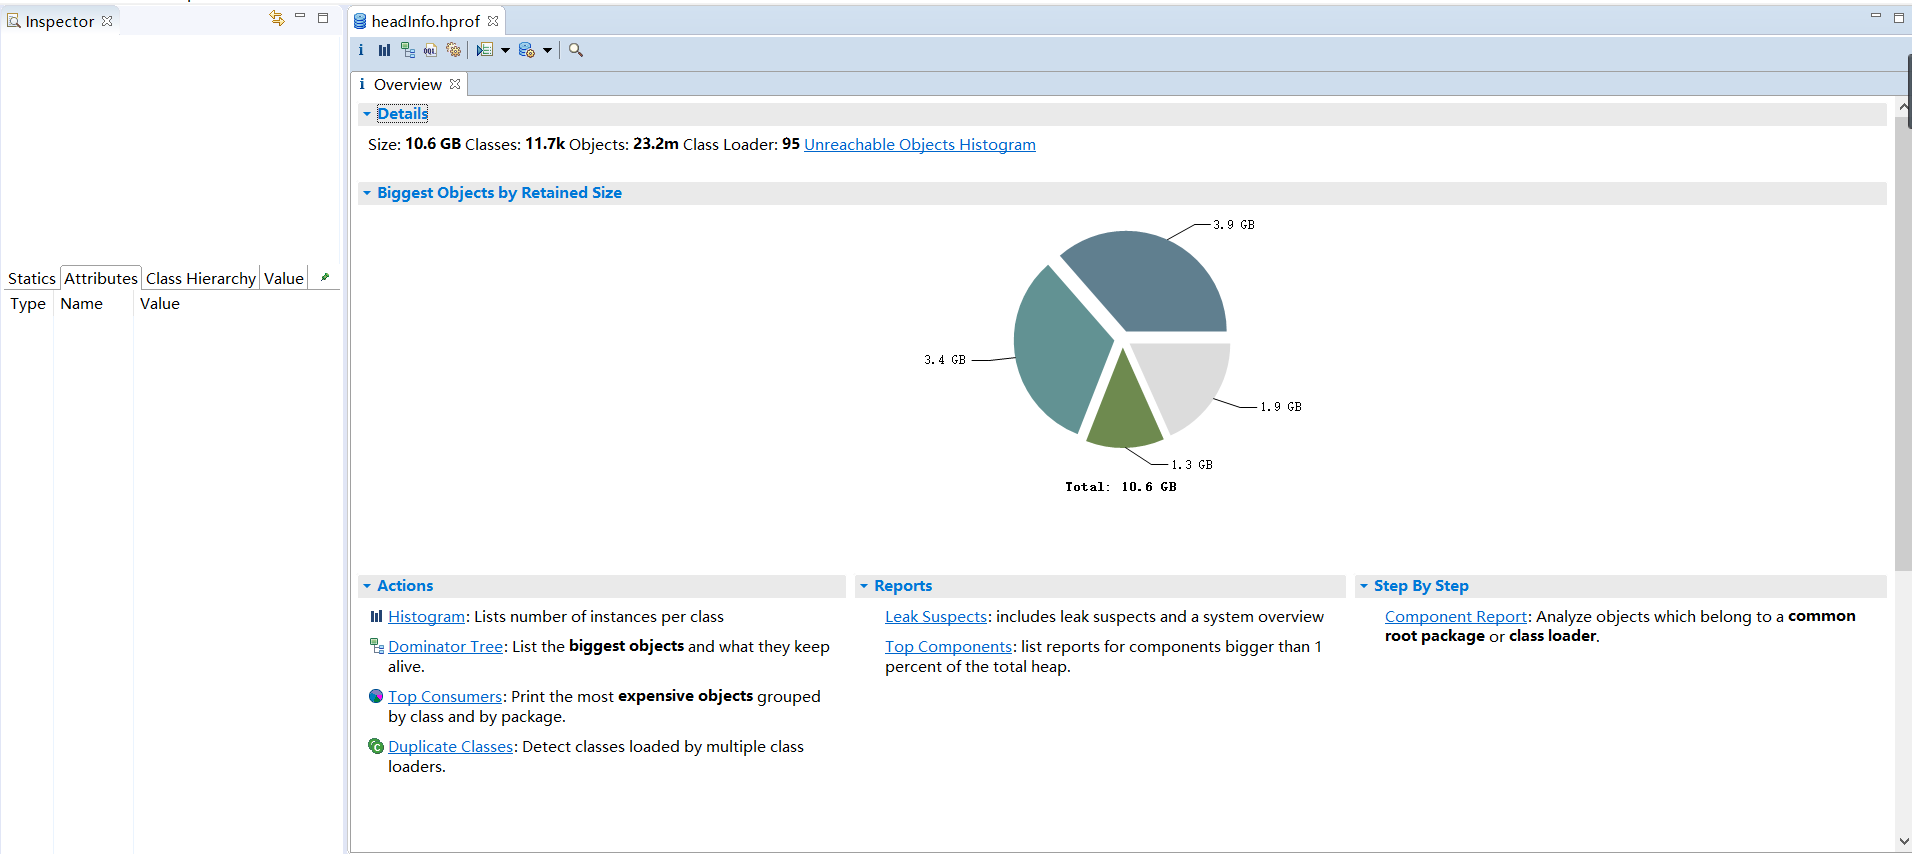 Inspector
headInfo.hprof
i
OQL
i Overview
Details
Size: 10.6 GB Classes: 11.7k Objects: 23.2m Class Loader: 95 Unreachable Objects Histogram
Biggest Objects by Retained Size
3.9 GB
3.4 GB
1.9 GB
1.3 GB
Total: 10.6 GB
Statics Attributes Class Hierarchy Value
Type Name Value
Actions
Histogram: Lists number of instances per class
Dominator Tree: List the biggest objects and what they keep
alive.
Top Consumers: Print the most expensive objects grouped
by class and by package.
Duplicate Classes: Detect classes loaded by multiple class
loaders.
Reports
Leak Suspects: includes leak suspects and a system overview
Top Components: list reports for components bigger than 1
percent of the total heap.
Step By Step
Component Report: Analyze objects which belong to a common
root package or class loader.